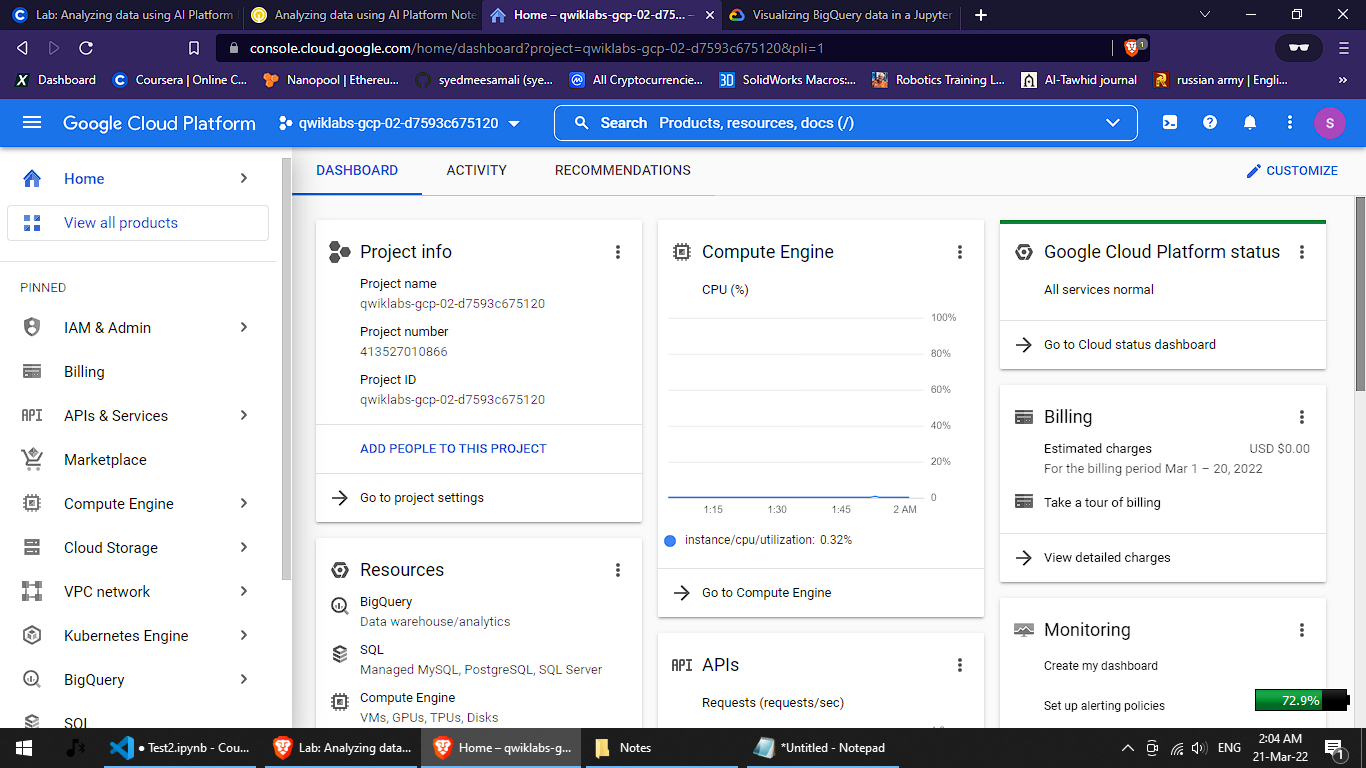 Lab: Analyzing data using AI Platform
Analyzing data using AI Platform Note
Home – qwiklabs-gcp-02-d75... –
Visualizing BigQuery data in a Jupyter
console.cloud.google.com/home/dashboard?project=qwiklabs-gcp-02-d7593c675120&pli=1
1
Dashboard
Coursera | Online C...
Nanopool | Ethereu...
syedmeesamali (sye...
All Cryptocurrencie...
SolidWorks Macros:...
Robotics Training L...
Al-Tawhid journal
russian army | Engli...
Google Cloud Platform
qwiklabs-gcp-02-d7593c675120
Search Products, resources, docs (/)
S
Home
View all products
PINNED
IAM & Admin
Billing
API APIs & Services
Marketplace
Compute Engine
Cloud Storage
VPC network
Kubernetes Engine
BigQuery
SQL
DASHBOARD
ACTIVITY
RECOMMENDATIONS
CUSTOMIZE
Project info
Project name
qwiklabs-gcp-02-d7593c675120
Project number
413527010866
Project ID
qwiklabs-gcp-02-d7593c675120
ADD PEOPLE TO THIS PROJECT
Go to project settings
Resources
BigQuery
Data warehouse/analytics
SQL
Managed MySQL, PostgreSQL, SQL Server
Compute Engine
VMs, GPUs, TPUs, Disks
Compute Engine
CPU (%)
100%
80%
60%
40%
20%
0
1:15 1:30 1:45 2 AM
instance/cpu/utilization: 0.32%
Go to Compute Engine
API APIs
Requests (requests/sec)
Google Cloud Platform status
All services normal
Go to Cloud status dashboard
Billing
Estimated charges USD $0.00
For the billing period Mar 1 – 20, 2022
Take a tour of billing
View detailed charges
Monitoring
Create my dashboard
Set up alerting policies
72.9%
• Test2.ipynb - Cou...
Lab: Analyzing data...
Home – qwiklabs-g...
Notes
*Untitled - Notepad
ENG
2:04 AM
21-Mar-22
1